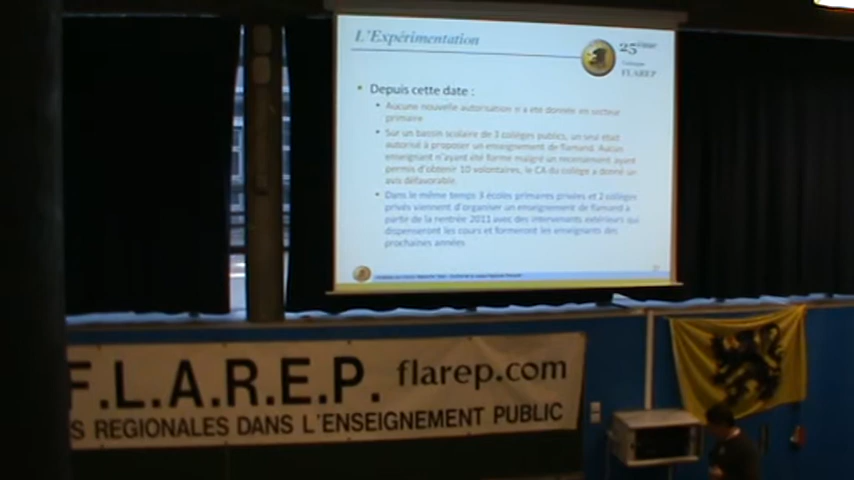 L'Expérimentation
25ème
Colloque
FLAREP
Depuis cette date :
Aucune nouvelle autorisation n'a été donnée en secteur
primaire
Sur un bassin scolaire de 3 collèges publics, un seul était
autorisé à proposer un enseignement de flamand. Aucun
enseignant n'ayant été formé malgré un recensement ayant
permis d'obtenir 10 volontaires, le CA du collège a donné un
avis défavorable.
Dans le même temps 3 écoles primaires privées et 2 collèges
privés viennent d'organiser un enseignement de flamand à
partir de la rentrée 2011 avec des intervenants extérieurs qui
dispenseront les cours et formeront les enseignants des
prochaines années
F.L.A.R.E.P. flarep.com
S REGIONALES DANS L'ENSEIGNEMENT PUBLIC